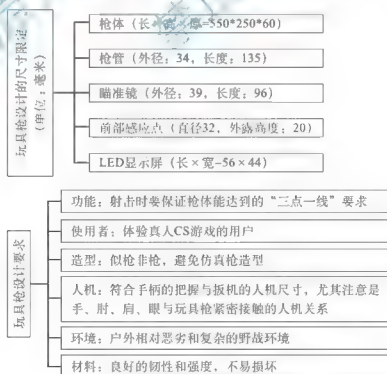 玩具枪设计的尺寸限定
(单位:毫米)
枪体(长*宽*厚=550*250*60)
枪管(外径:34,长度:135)
瞄准镜(外径:39,长度:96)
前部感应点(直径32,外露高度:20)
LED显示屏(长×宽-56×44)
玩具枪设计要求
功能:射击时要保证枪体能达到的“三点一线”要求
使用者:体验真人CS游戏的用户
造型:似枪非枪,避免仿真枪造型
人机:符合手柄的把握与扳机的人机尺寸,尤其注意是
手、肘、肩、眼与玩具枪紧密接触的人机关系
环境:户外相对恶劣和复杂的野战环境
材料:良好的韧性和强度,不易损坏